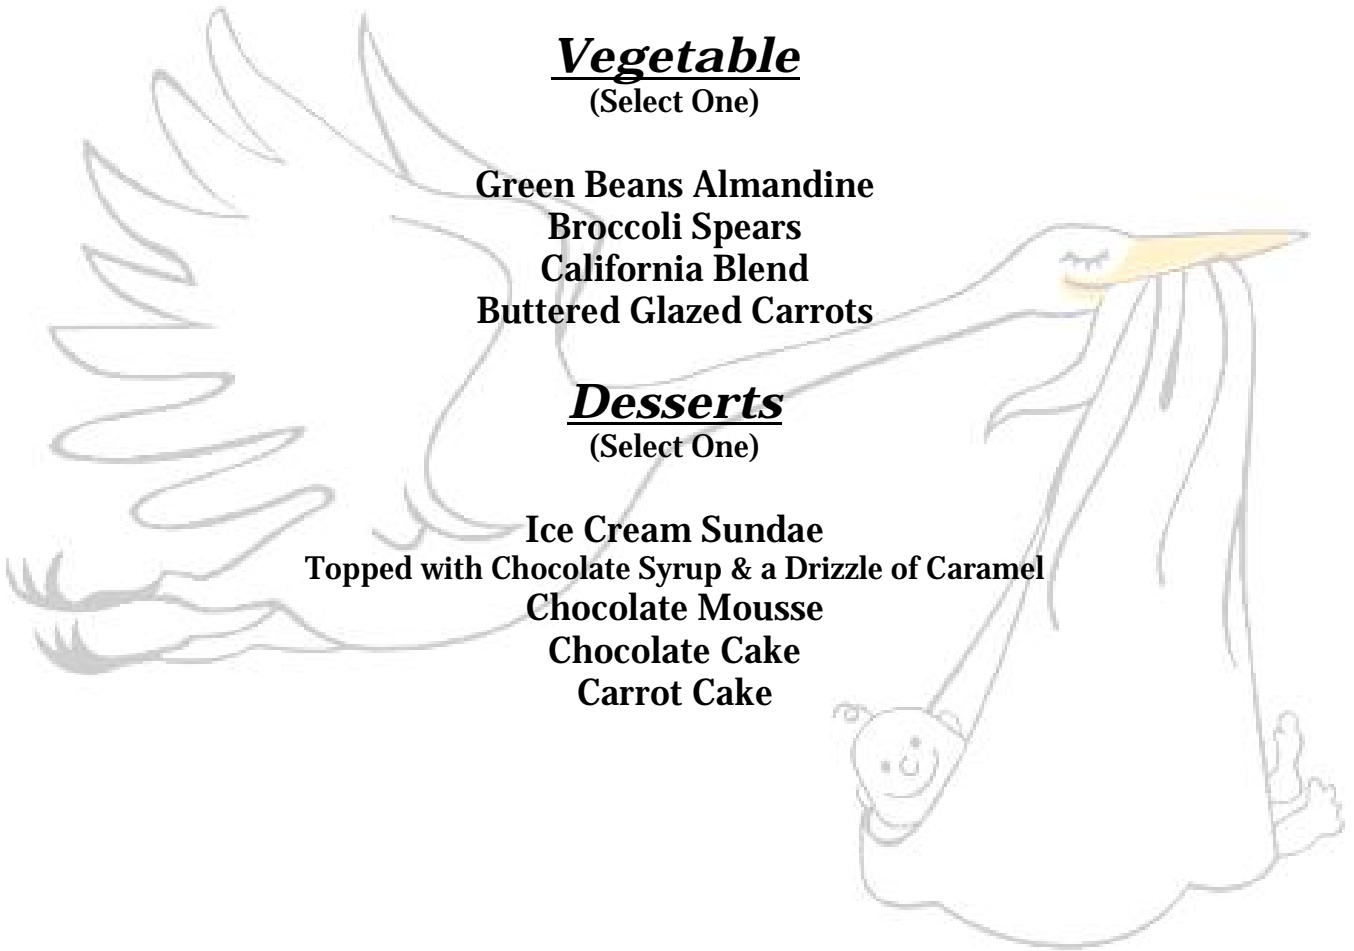 Vegetable
(Select One)
Green Beans Almandine
Broccoli Spears
California Blend
Buttered Glazed Carrots
Desserts
(Select One)
Ice Cream Sundae
Topped with Chocolate Syrup & a Drizzle of Caramel
Chocolate Mousse
Chocolate Cake
Carrot Cake